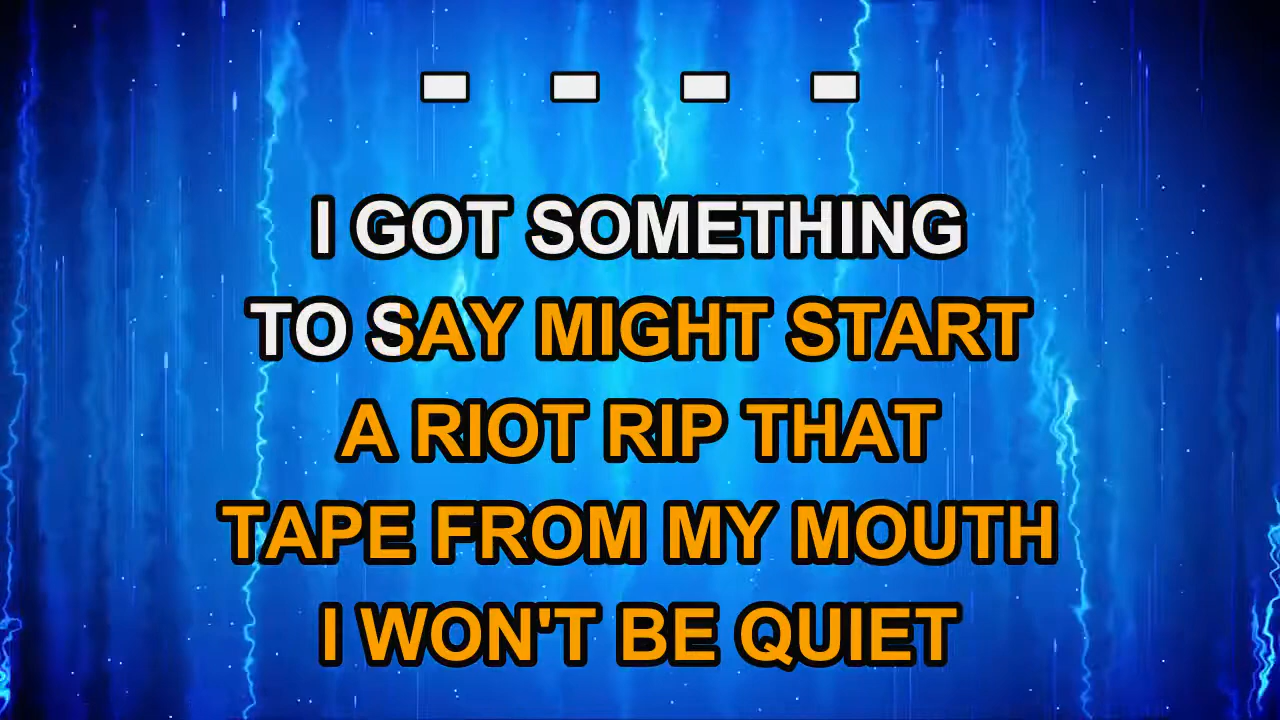 - - - -
I GOT SOMETHING
TO SAY MIGHT START
A RIOT RIP THAT
TAPE FROM MY MOUTH
I WON'T BE QUIET